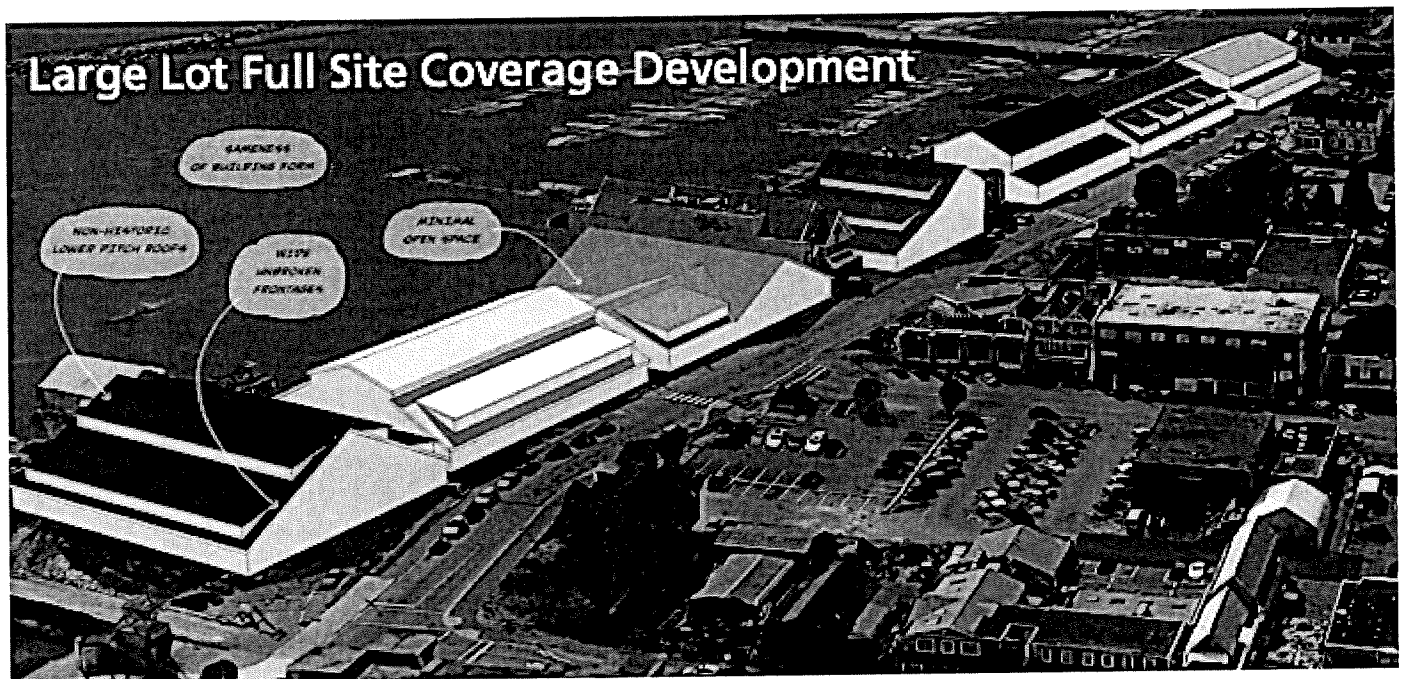 Large Lot Full Site Coverage Development
SAMENESS
OF BUILDING FORM
NON-HISTORIC
LOWER PITCH ROOFS
WIDE
UNBROKEN
FRONTAGES
MINIMAL
OPEN SPACE